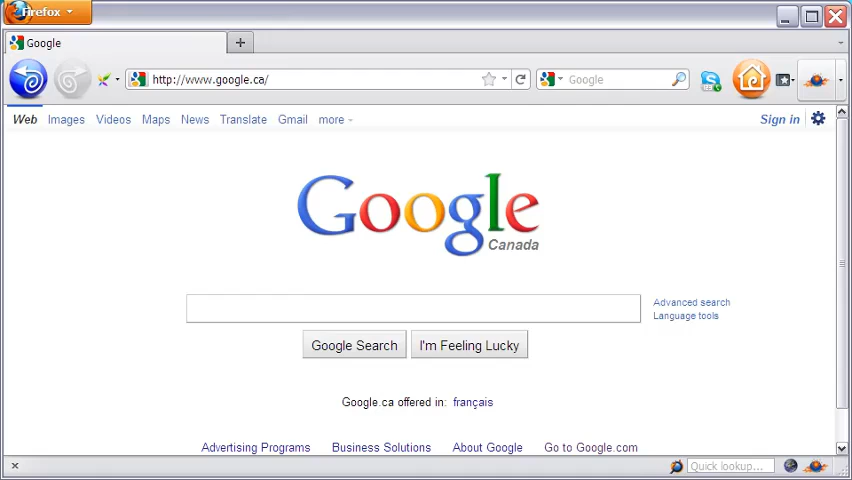 Firefox
Google
http://www.google.ca/
Google
Web Images Videos Maps News Translate Gmail more
Sign in
Google
Canada
Advanced search
Language tools
Google Search I'm Feeling Lucky
Google.ca offered in: français
Advertising Programs Business Solutions About Google Go to Google.com
Quick lookup...